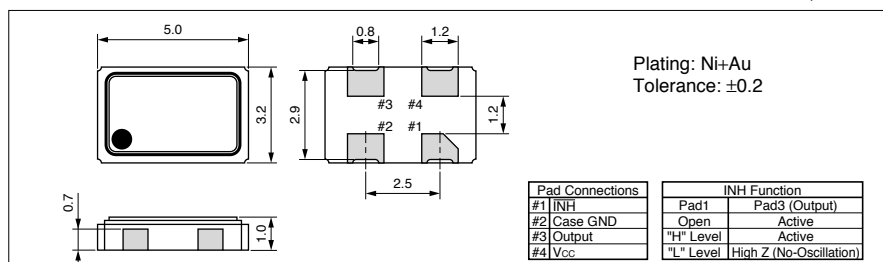 5.0
0.8
1.2
Plating: Ni+Au
Tolerance: ±0.2
3.2
2.9
#3 #4
#2 #1
1.2
2.5
0.7
1.0
Pad Connections
#1 INH
#2 Case GND
#3 Output
#4 Vcc
INH Function
Pad1 Pad3 (Output)
Open Active
"H" Level Active
"L" Level High Z (No-Oscillation)